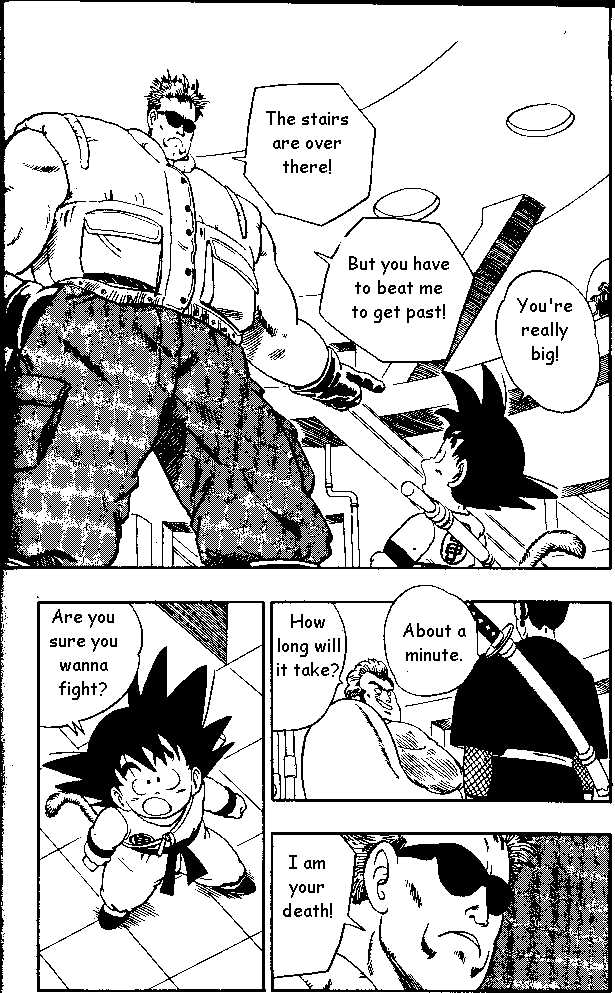 The stairs
are over
there!
But you have
to beat me
to get past!
You're
really
big!
Are you
sure you
wanna
fight?
How
long will
it take?
About a
minute.
I am
your
death!